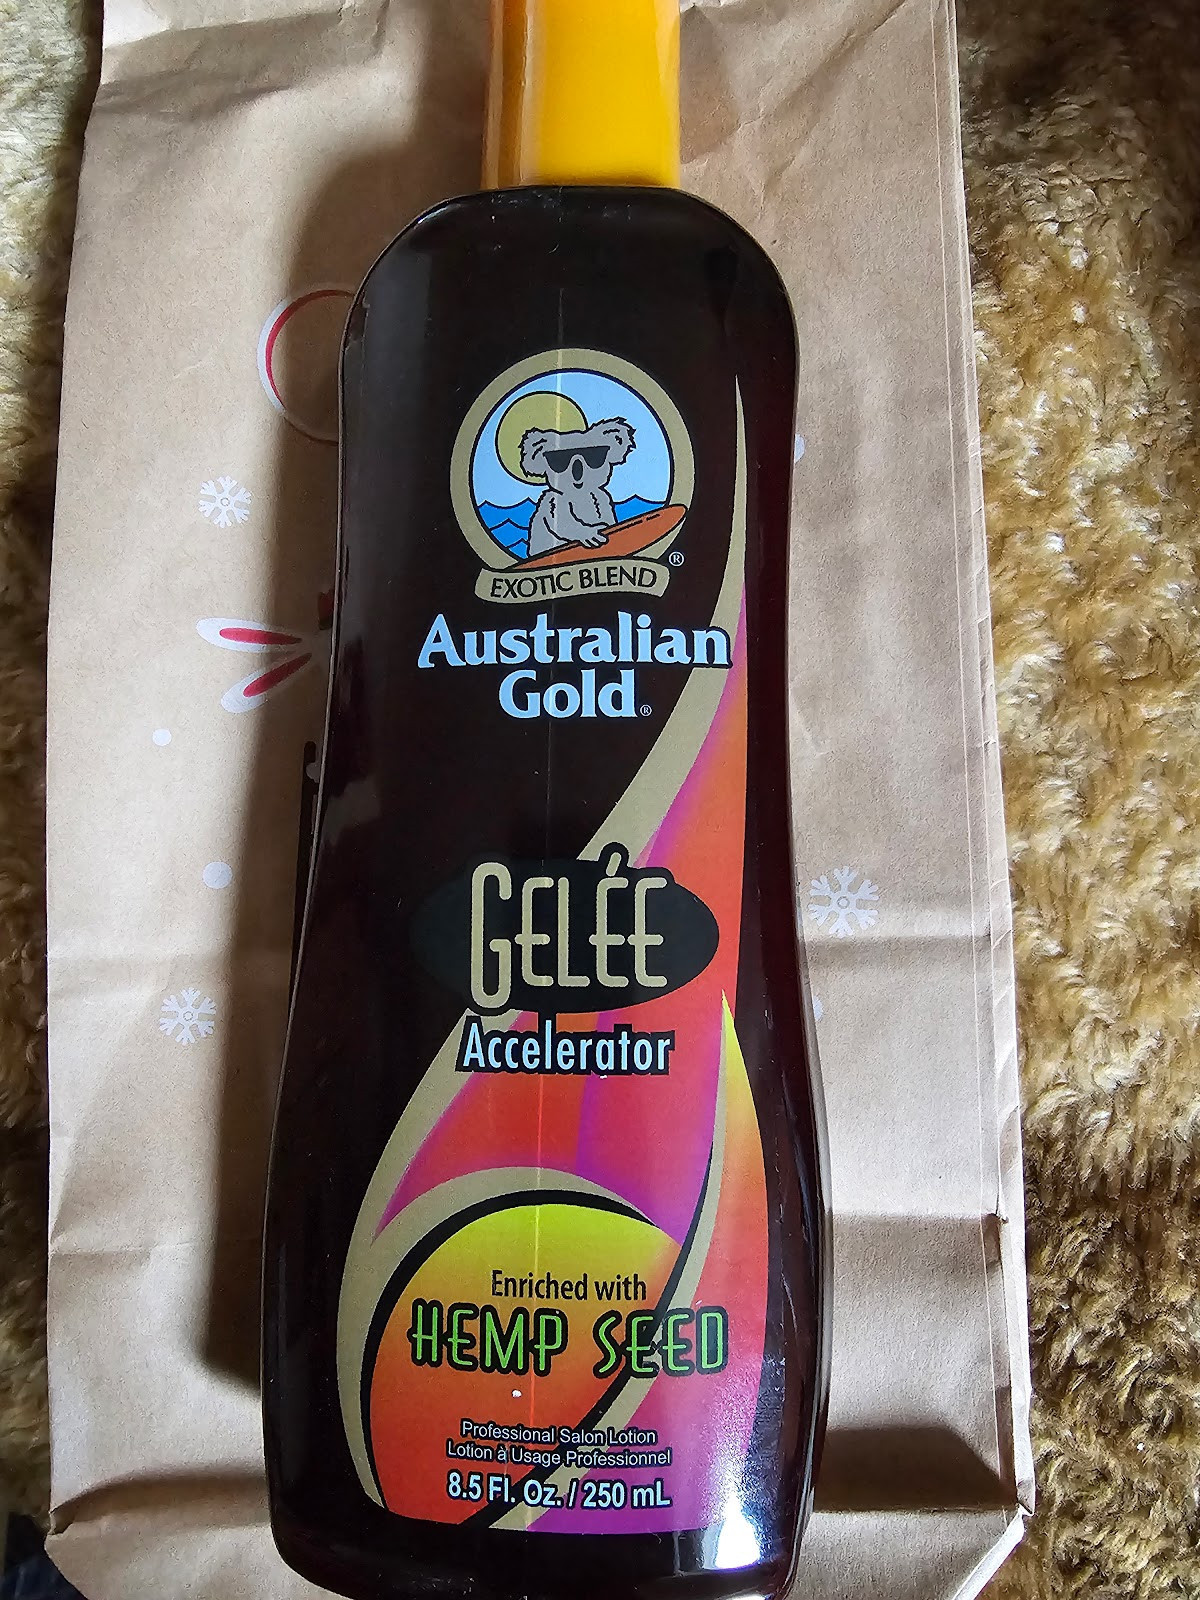 EXOTIC BLEND®
Australian
Gold®
GELÉE
Accelerator
Enriched with
HEMP SEED
Professional Salon Lotion
Lotion à Usage Professionnel
8.5 Fl. Oz. / 250 mL